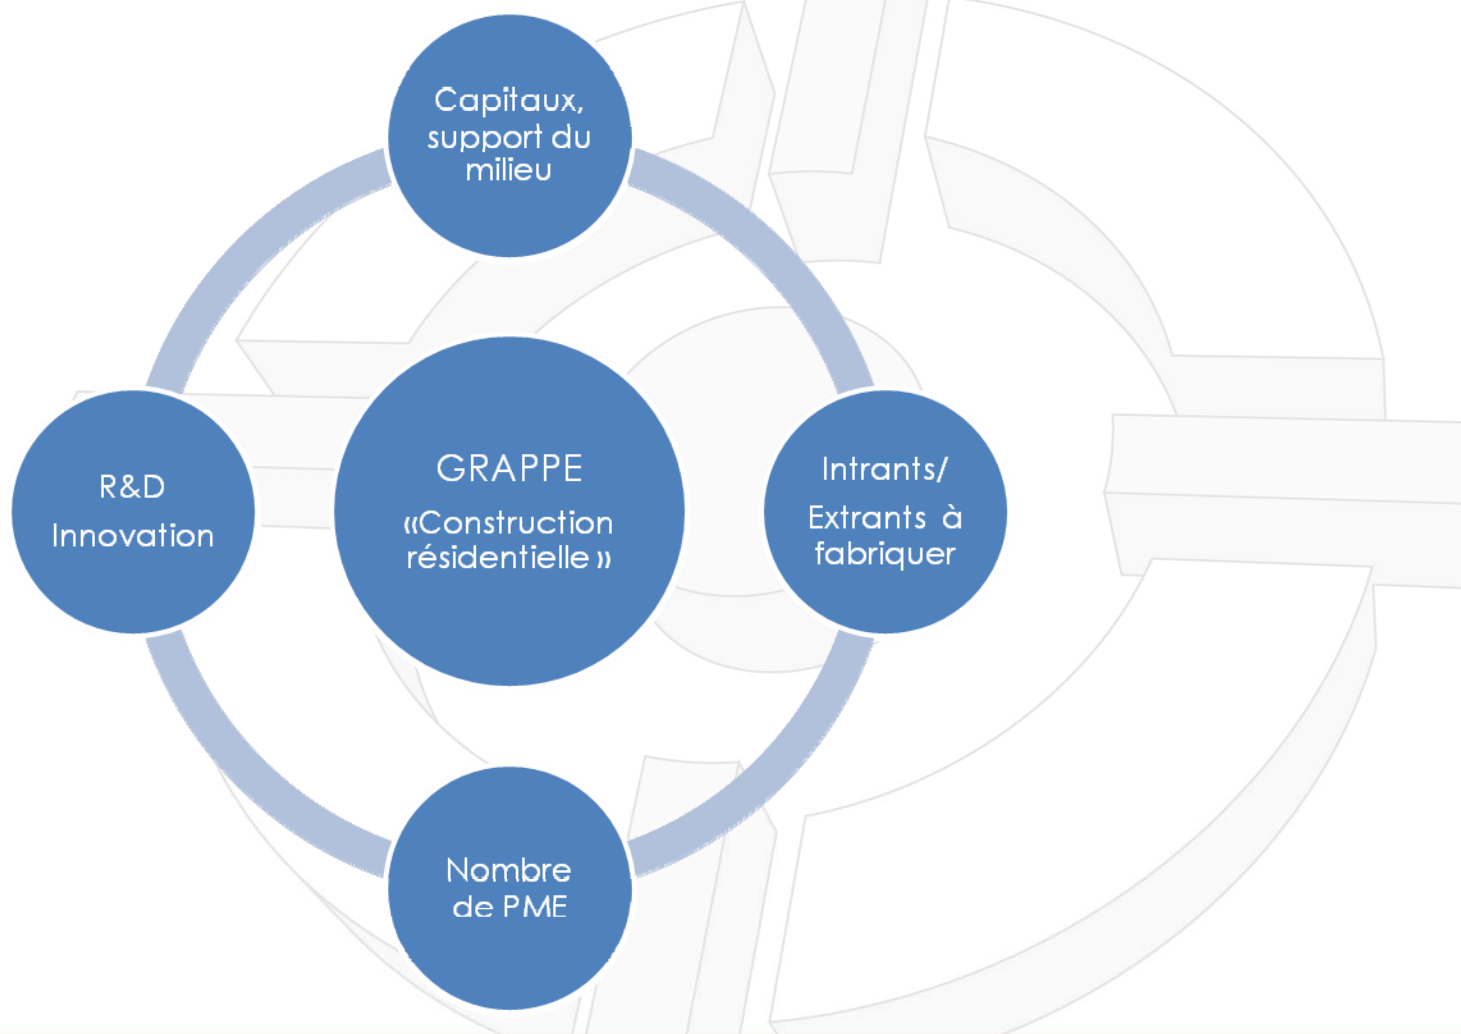 Capitaux,
support du
milieu
R&D
Innovation
GRAPPE
«Construction
résidentielle »
Intrants/
Extrants à
fabriquer
Nombre
de PME